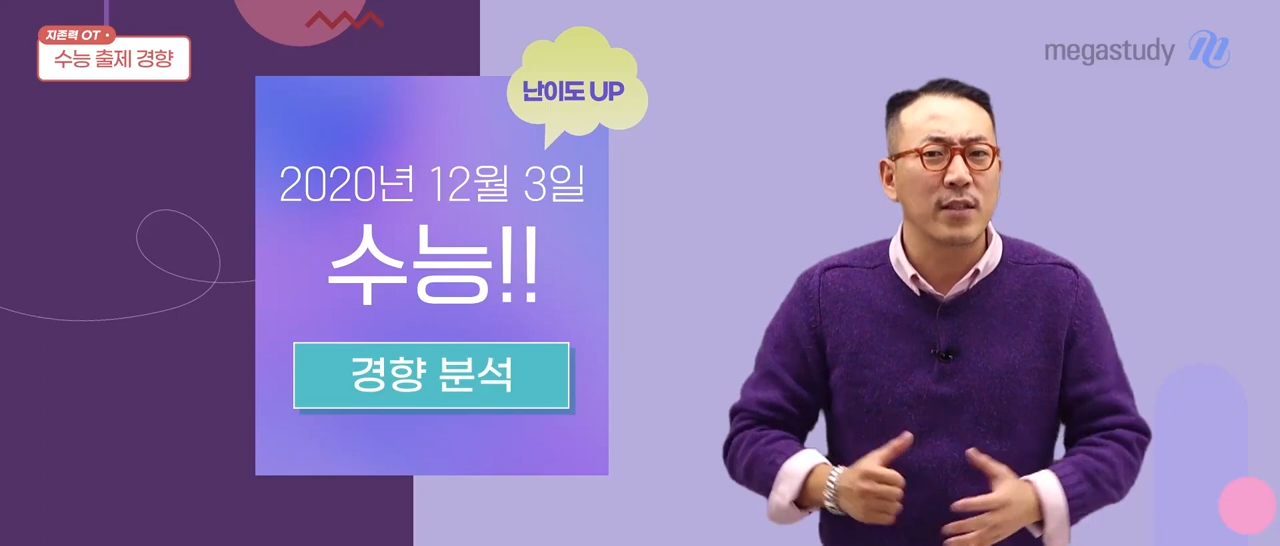 지존력 OT
수능 출제 경향
난이도 UP
2020년 12월 3일
수능!!
경향 분석
megastudy